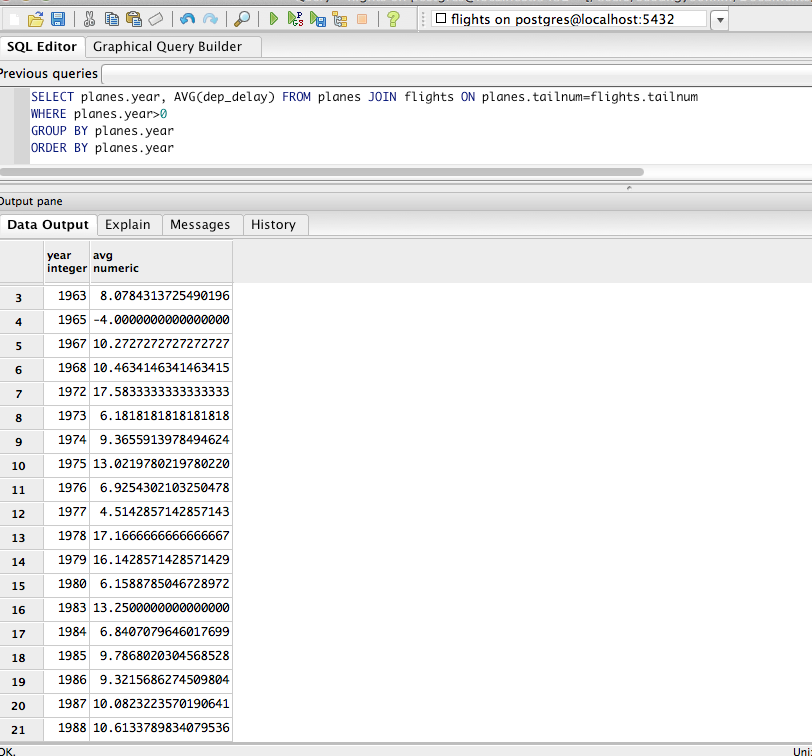 flights on postgres@localhost:5432
SQL Editor Graphical Query Builder
Previous queries
SELECT planes.year, AVG(dep_delay) FROM planes JOIN flights ON planes.tailnum=flights.tailnum
WHERE planes.year>0
GROUP BY planes.year
ORDER BY planes.year
Output pane
Data Output Explain Messages History
year avg
integer numeric
3 1963 8.0784313725490196
4 1965 -4.0000000000000000
5 1967 10.2727272727272727
6 1968 10.4634146341463415
7 1972 17.5833333333333333
8 1973 6.1818181818181818
9 1974 9.3655913978494624
10 1975 13.0219780219780220
11 1976 6.9254302103250478
12 1977 4.5142857142857143
13 1978 17.1666666666666667
14 1979 16.1428571428571429
15 1980 6.1588785046728972
16 1983 13.2500000000000000
17 1984 6.8407079646017699
18 1985 9.7868020304568528
19 1986 9.3215686274509804
20 1987 10.0823223570190641
21 1988 10.6133789834079536
OK. Uni